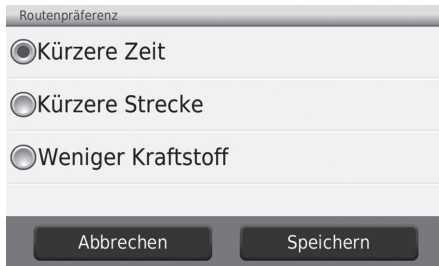 Routenpräferenz
Kürzere Zeit
Kürzere Strecke
Weniger Kraftstoff
Abbrechen
Speichern